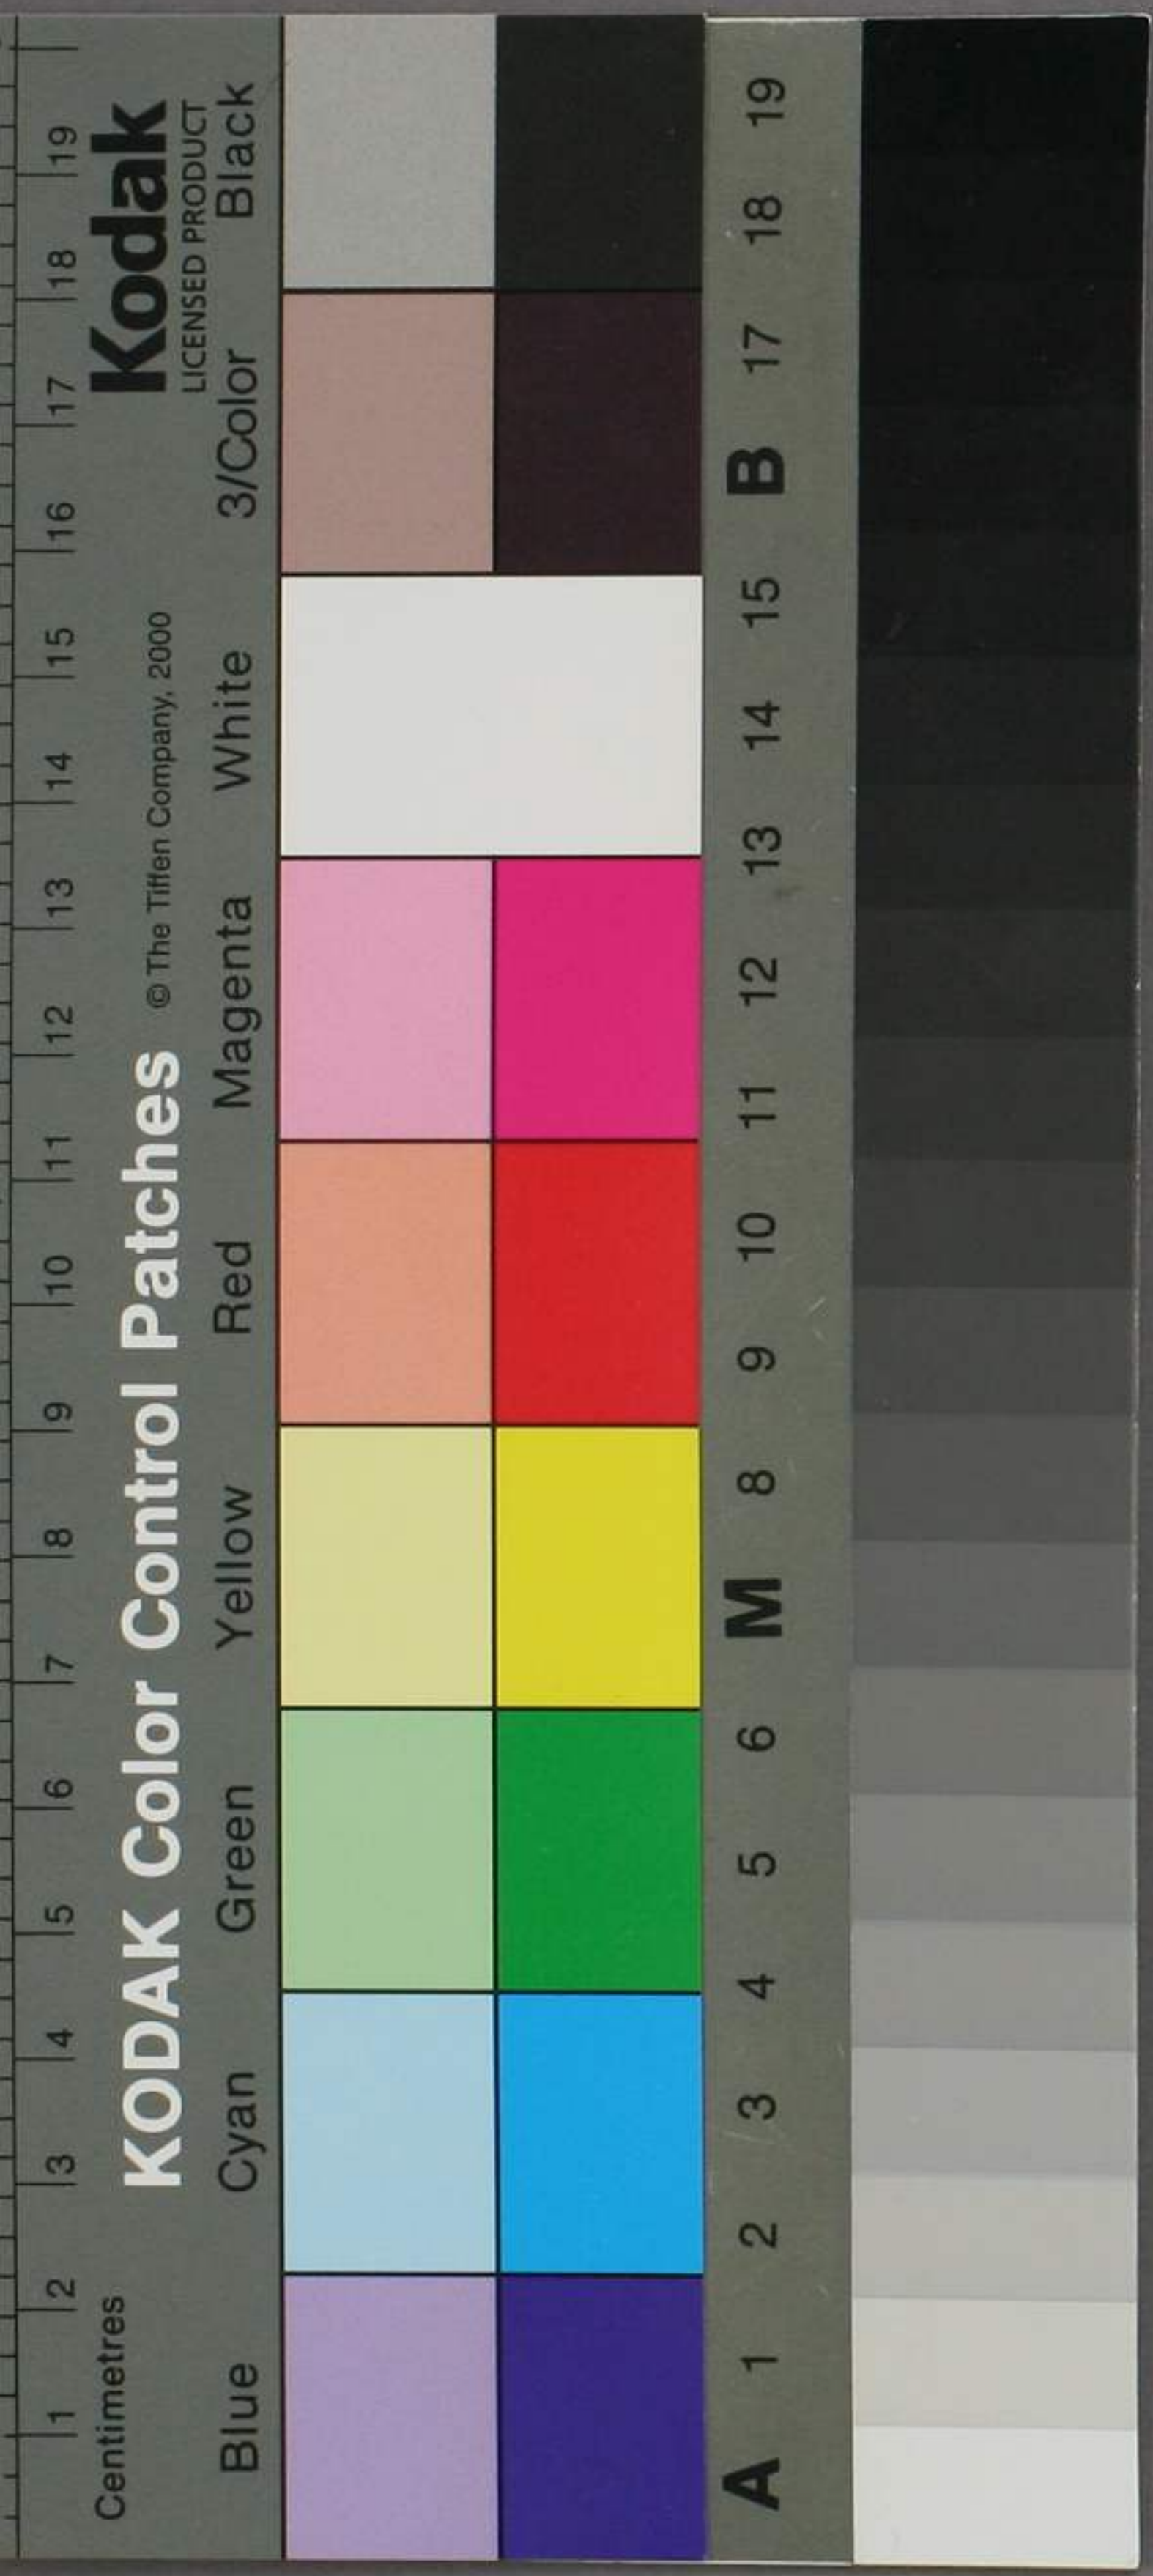 Kodak
LICENSED PRODUCT
Centimetres
1 2 3 4 5 6 7 8 9 10 11 12 13 14 15 16 17 18 19
KODAK Color Control Patches © The Tiffen Company, 2000
Blue Cyan Green Yellow Red Magenta White 3/Color Black
A 1 2 3 4 5 6 M 8 9 10 11 12 13 14 15 B 17 18 19